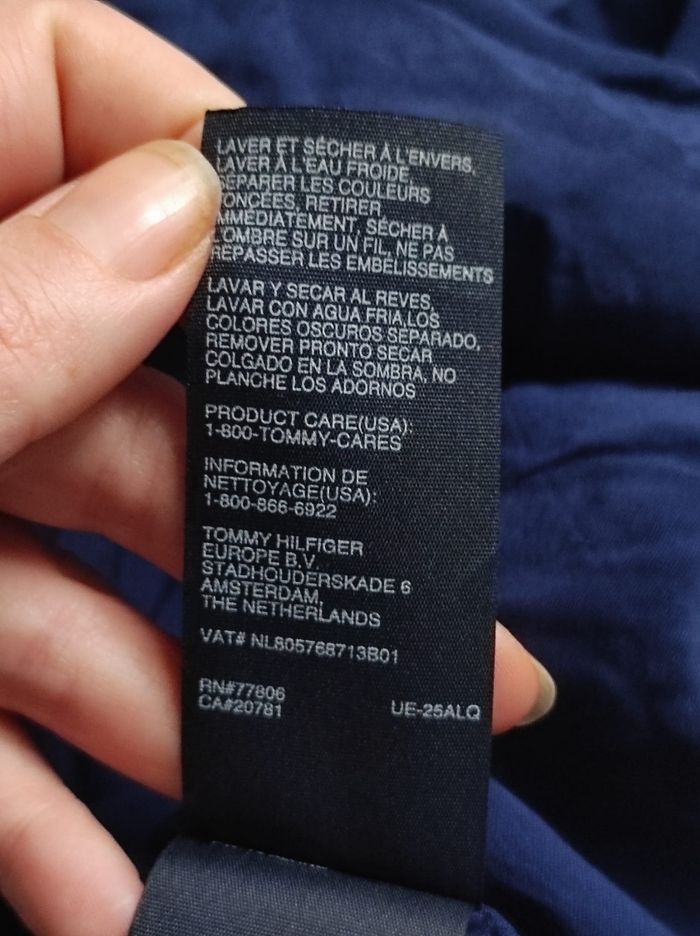 LAVER ET SÉCHER À L'ENVERS,
LAVER À L'EAU FROIDE,
SÉPARER LES COULEURS
FONCÉES, RETIRER
IMMÉDIATEMENT, SÉCHER À
L'OMBRE SUR UN FIL, NE PAS
REPASSER LES EMBELISSEMENTS
LAVAR Y SECAR AL REVES,
LAVAR CON AGUA FRIA,LOS
COLORES OSCUROS SEPARADO,
REMOVER PRONTO SECAR
COLGADO EN LA SOMBRA, NO
PLANCHE LOS ADORNOS
PRODUCT CARE(USA):
1-800-TOMMY-CARES
INFORMATION DE
NETTOYAGE(USA):
1-800-866-6922
TOMMY HILFIGER
EUROPE B.V.
STADHOUDERSKADE 6
AMSTERDAM,
THE NETHERLANDS
VAT# NL805768713B01
RN#77806
CA#20781 UE-25ALQ